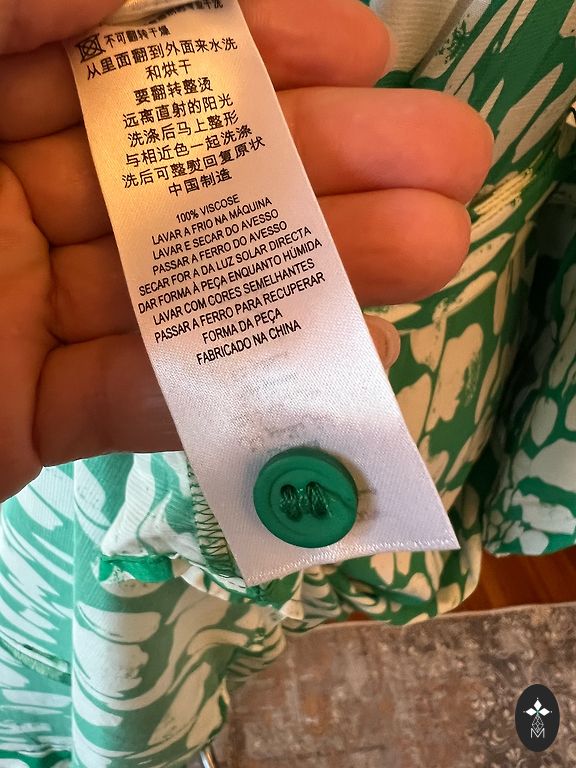 不可翻转干燥
从里面翻到外面来水洗
和烘干
要翻转整烫
远离直射的阳光
洗涤后马上整形
与相近色一起洗涤
洗后可整熨回复原状
中国制造
100% VISCOSE
LAVAR A FRIO NA MÁQUINA
LAVAR E SECAR DO AVESSO
PASSAR A FERRO DO AVESSO
SECAR FOR A DA LUZ SOLAR DIRECTA
DAR FORMA À PEÇA ENQUANTO HÚMIDA
LAVAR COM CORES SEMELHANTES
PASSAR A FERRO PARA RECUPERAR
FORMA DA PEÇA
FABRICADO NA CHINA